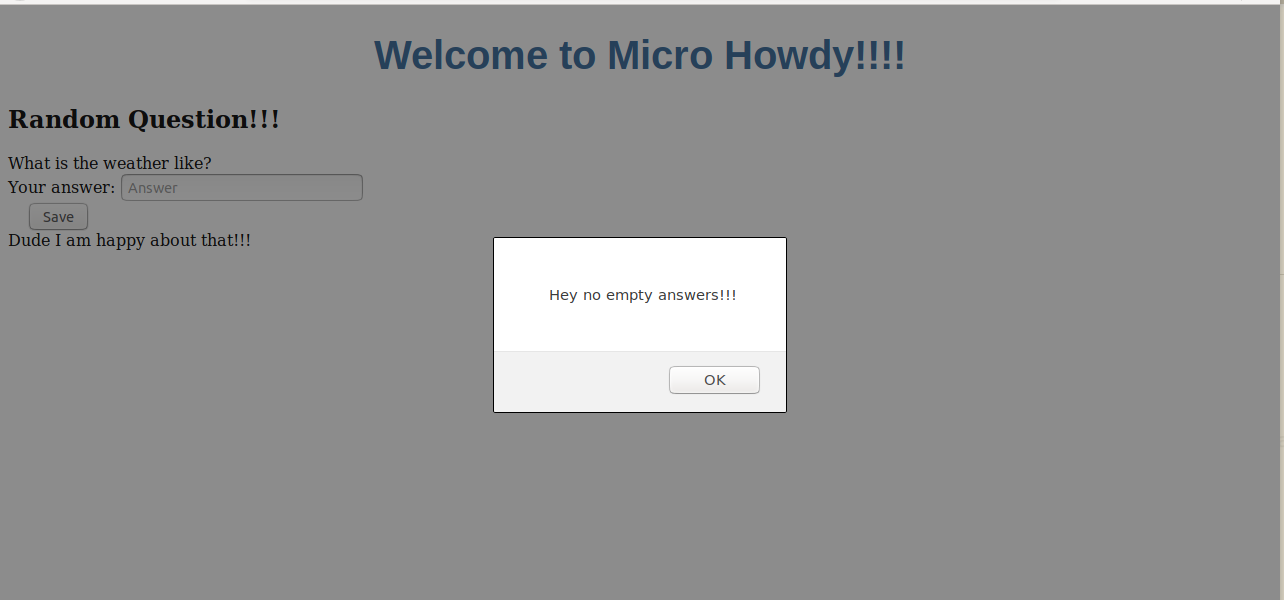 Welcome to Micro Howdy!!!!
Random Question!!!
What is the weather like?
Your answer: Answer
Save
Dude I am happy about that!!!
Hey no empty answers!!!
OK